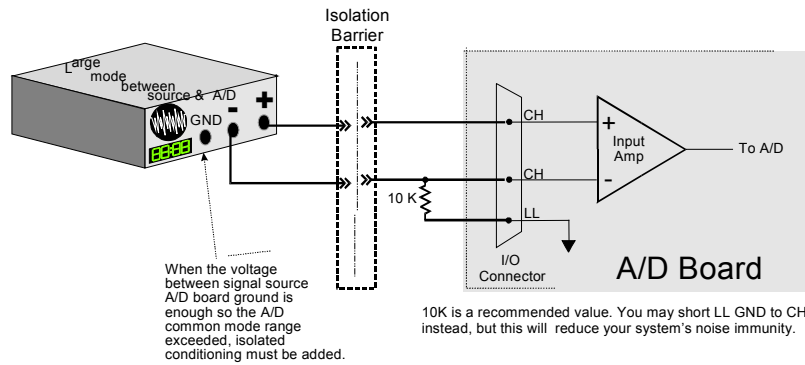 Isolation
Barrier
Large
mode
between
source & A/D
GND
-
+
88:88
CH
+
Input
Amp
To A/D
CH
-
10 K
LL
I/O
Connector
A/D Board
When the voltage
between signal source
A/D board ground is
enough so the A/D
common mode range
exceeded, isolated
conditioning must be added.
10K is a recommended value. You may short LL GND to CH
instead, but this will reduce your system's noise immunity.